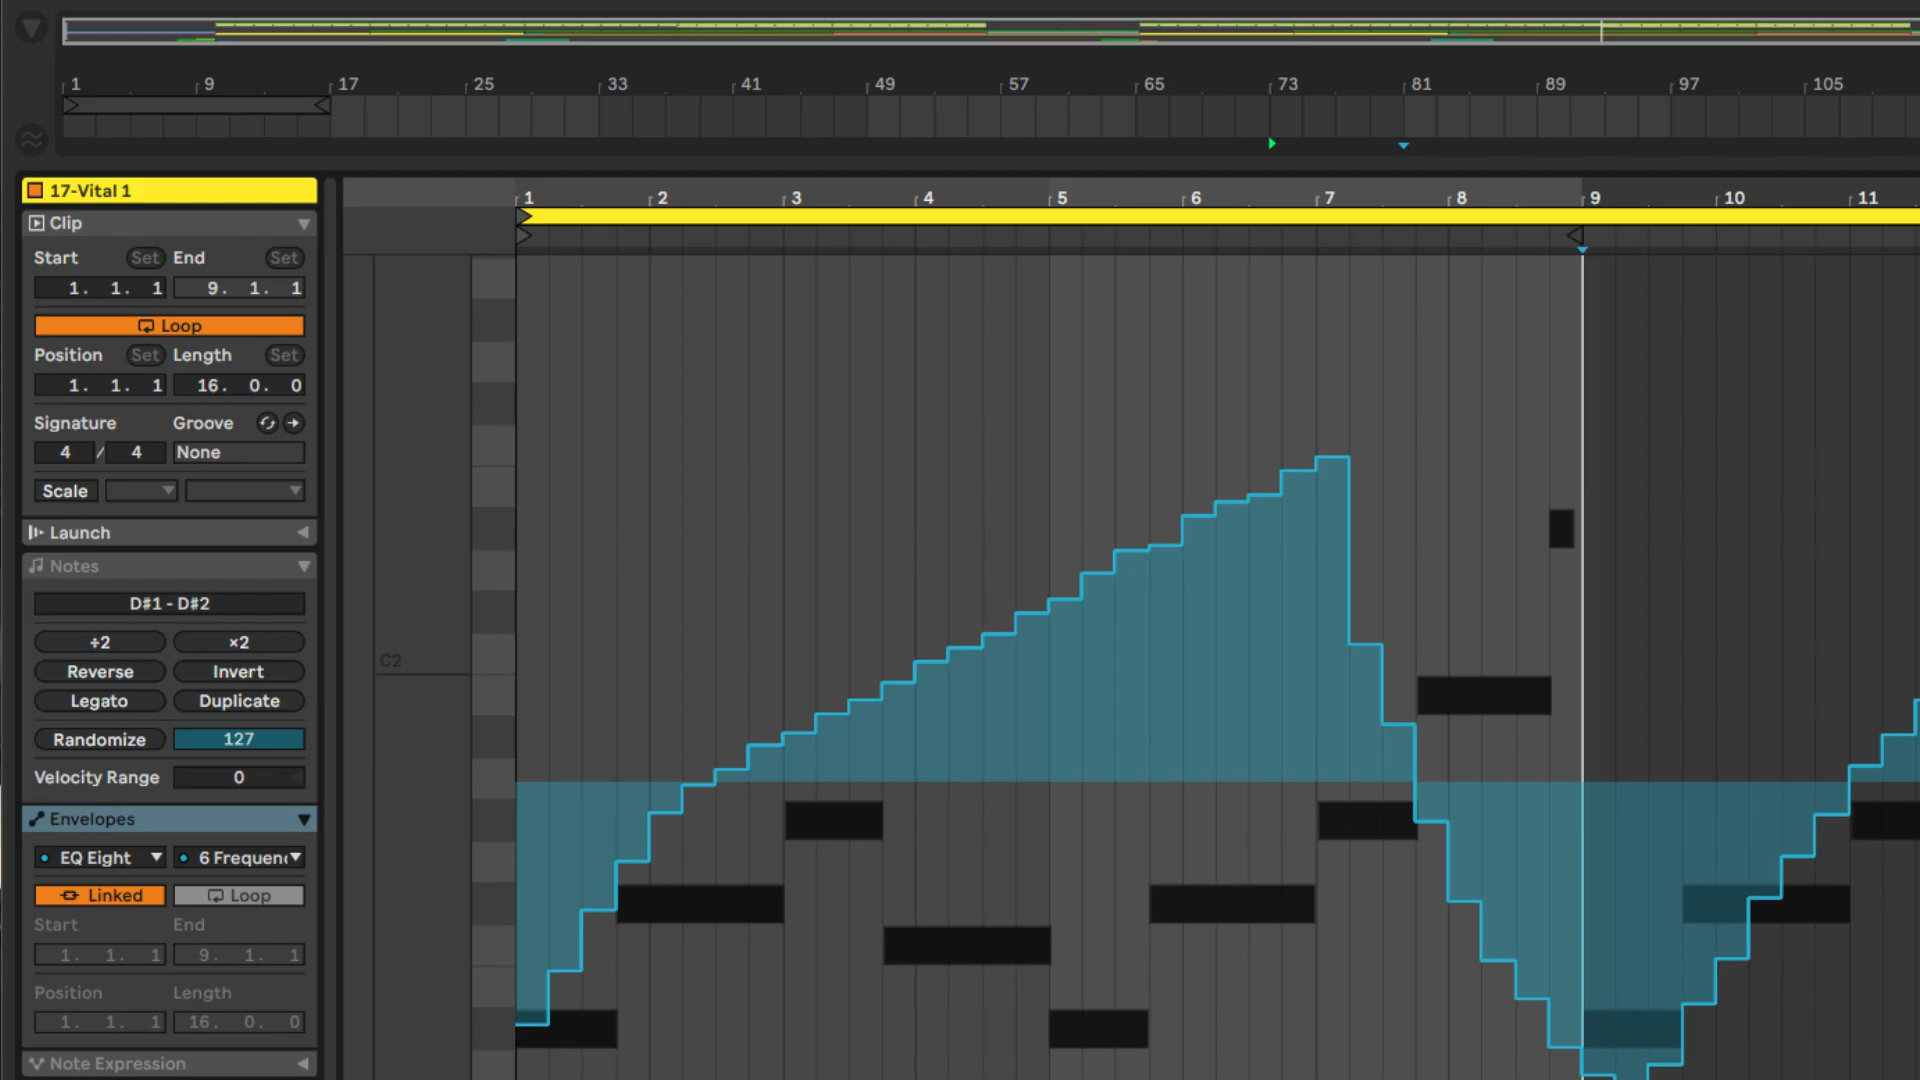 1 9 17 25 33 41 49 57 65 73 81 89 97 105
17-Vital 1
1 2 3 4 5 6 7 8 9 10 11
Clip
Start Set End Set
1. 1. 1 9. 1. 1
Loop
Position Set Length Set
1. 1. 1 16. 0. 0
Signature Groove
4 / 4 None
Scale
Launch
Notes
D#1 - D#2
÷2 ×2
C2
Reverse Invert
Legato Duplicate
Randomize 127
Velocity Range 0
Envelopes
EQ Eight 6 Frequen
Linked Loop
Start End
1. 1. 1 9. 1. 1
Position Length
1. 1. 1 16. 0. 0
Note Expression